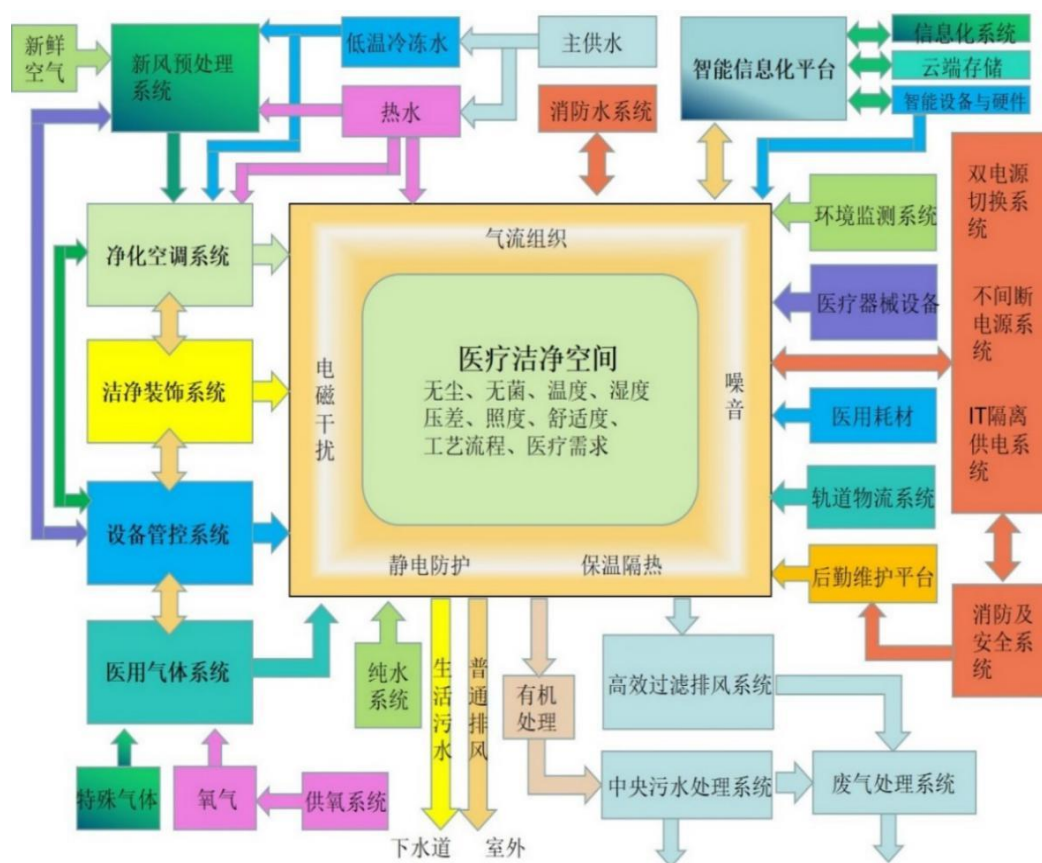 新鲜
空气
新风预处理
系统
低温冷冻水
主供水
热水
消防水系统
智能信息化平台
信息化系统
云端存储
智能设备与硬件
双电源
切换系
统
不间断
电源系
统
IT隔离
供电系
统
净化空调系统
洁净装饰系统
设备管控系统
医用气体系统
气流组织
电磁干扰
医疗洁净空间
无尘、无菌、温度、湿度
压差、照度、舒适度、
工艺流程、医疗需求
噪音
静电防护
保温隔热
环境监测系统
医疗器械设备
医用耗材
轨道物流系统
后勤维护平台
消防及
安全系
统
纯水
系统
生活污水
普通排风
有机
处理
高效过滤排风系统
特殊气体
氧气
供氧系统
中央污水处理系统
废气处理系统
下水道
室外